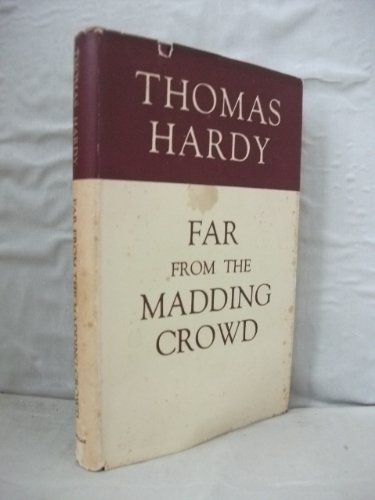 THOMAS
HARDY
FAR
FROM THE
MADDING
CROWD
THOMAS HARDY
FAR FROM THE MADDING CROWD